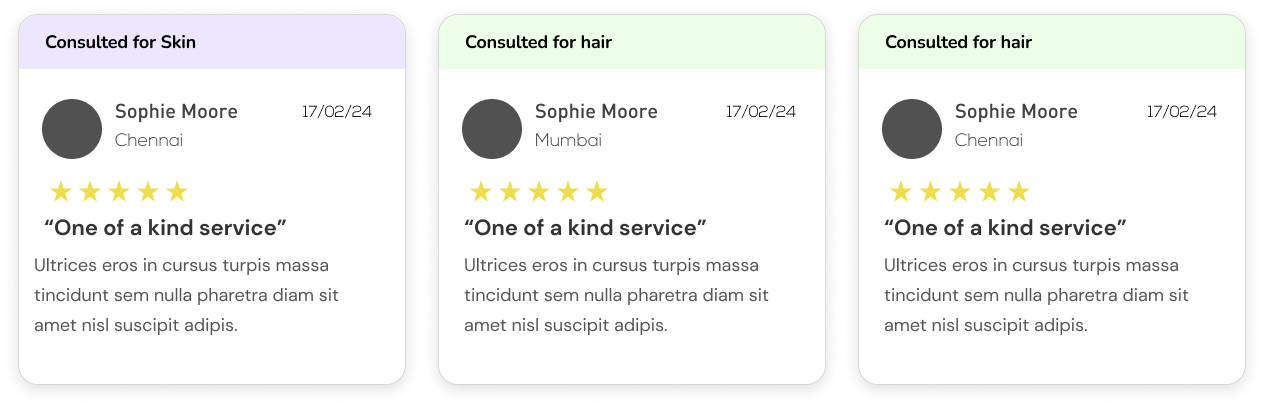 Consulted for Skin
Sophie Moore
17/02/24
Chennai
“One of a kind service”
Ultrices eros in cursus turpis massa
tincidunt sem nulla pharetra diam sit
amet nisl suscipit adipis.
Consulted for hair
Sophie Moore
17/02/24
Mumbai
“One of a kind service”
Ultrices eros in cursus turpis massa
tincidunt sem nulla pharetra diam sit
amet nisl suscipit adipis.
Consulted for hair
Sophie Moore
17/02/24
Chennai
“One of a kind service”
Ultrices eros in cursus turpis massa
tincidunt sem nulla pharetra diam sit
amet nisl suscipit adipis.